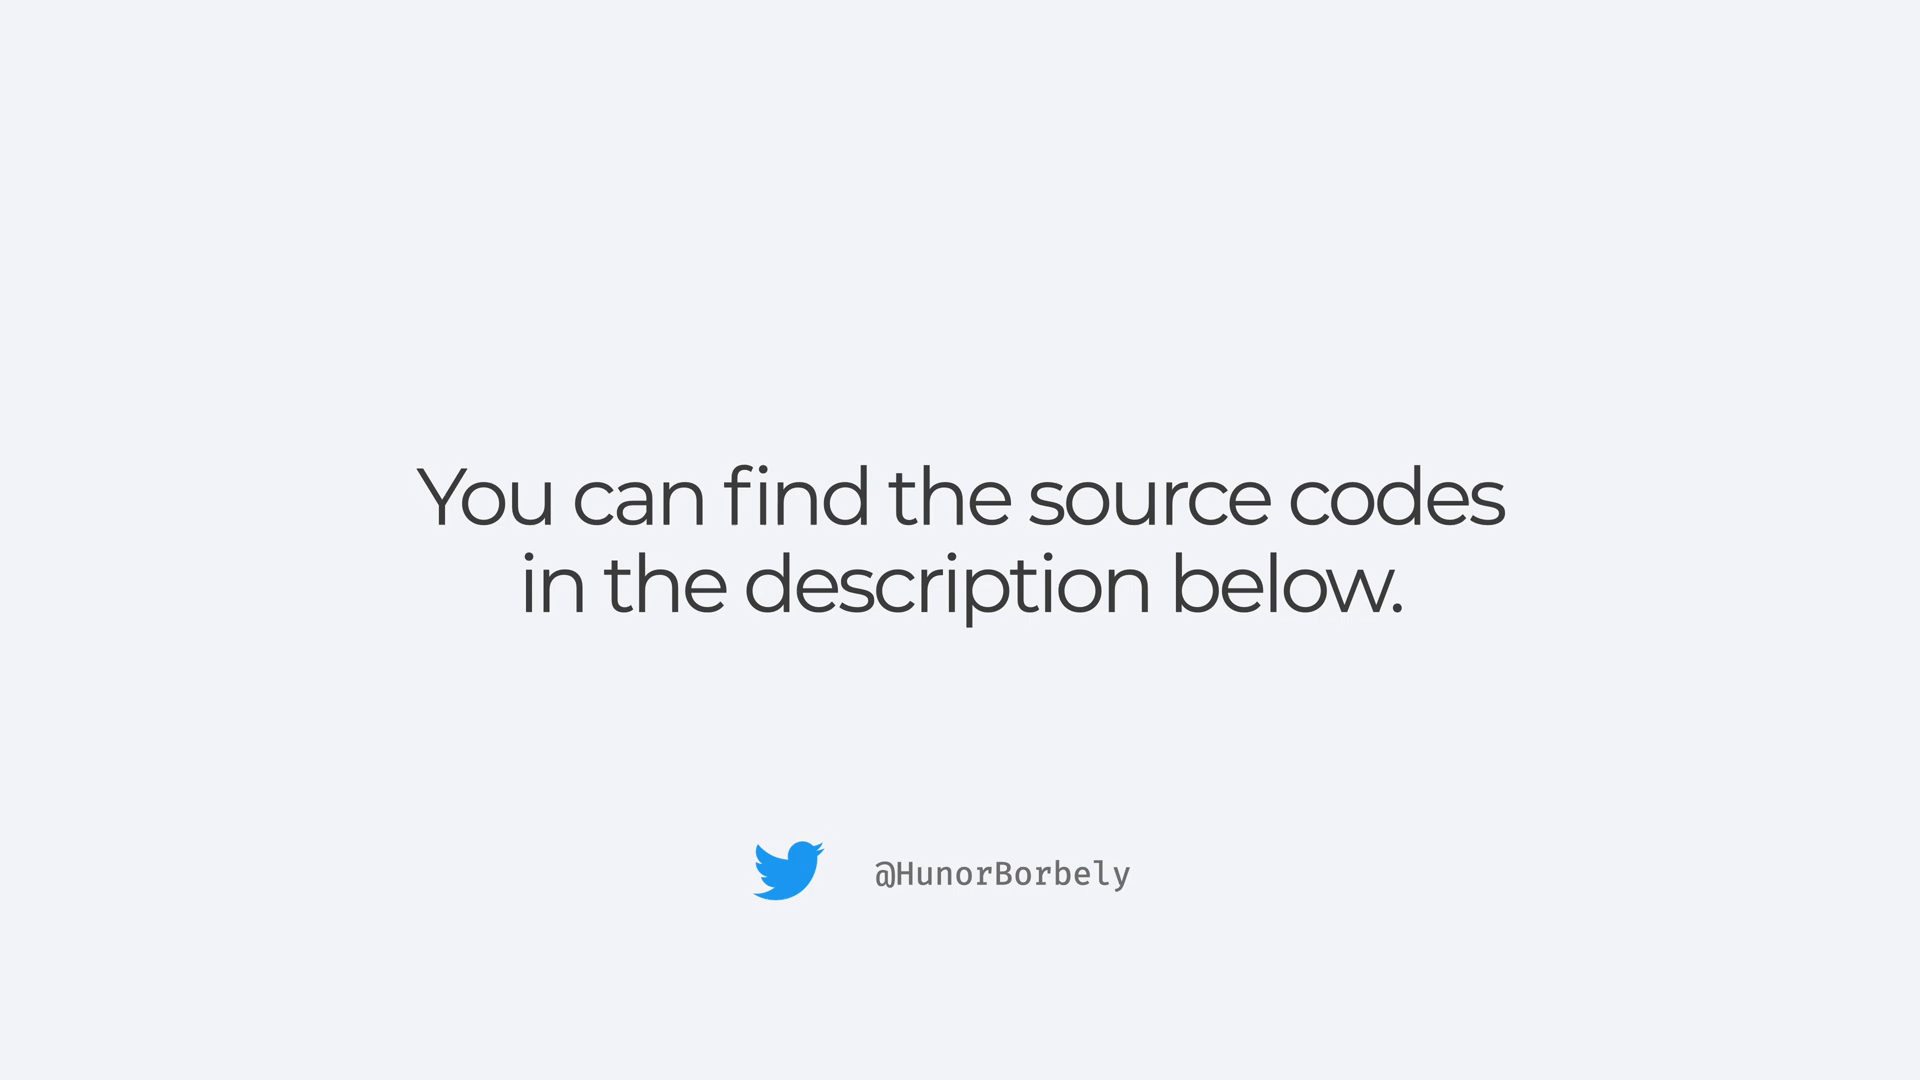 You can find the source codes
in the description below.
@HunorBorbely